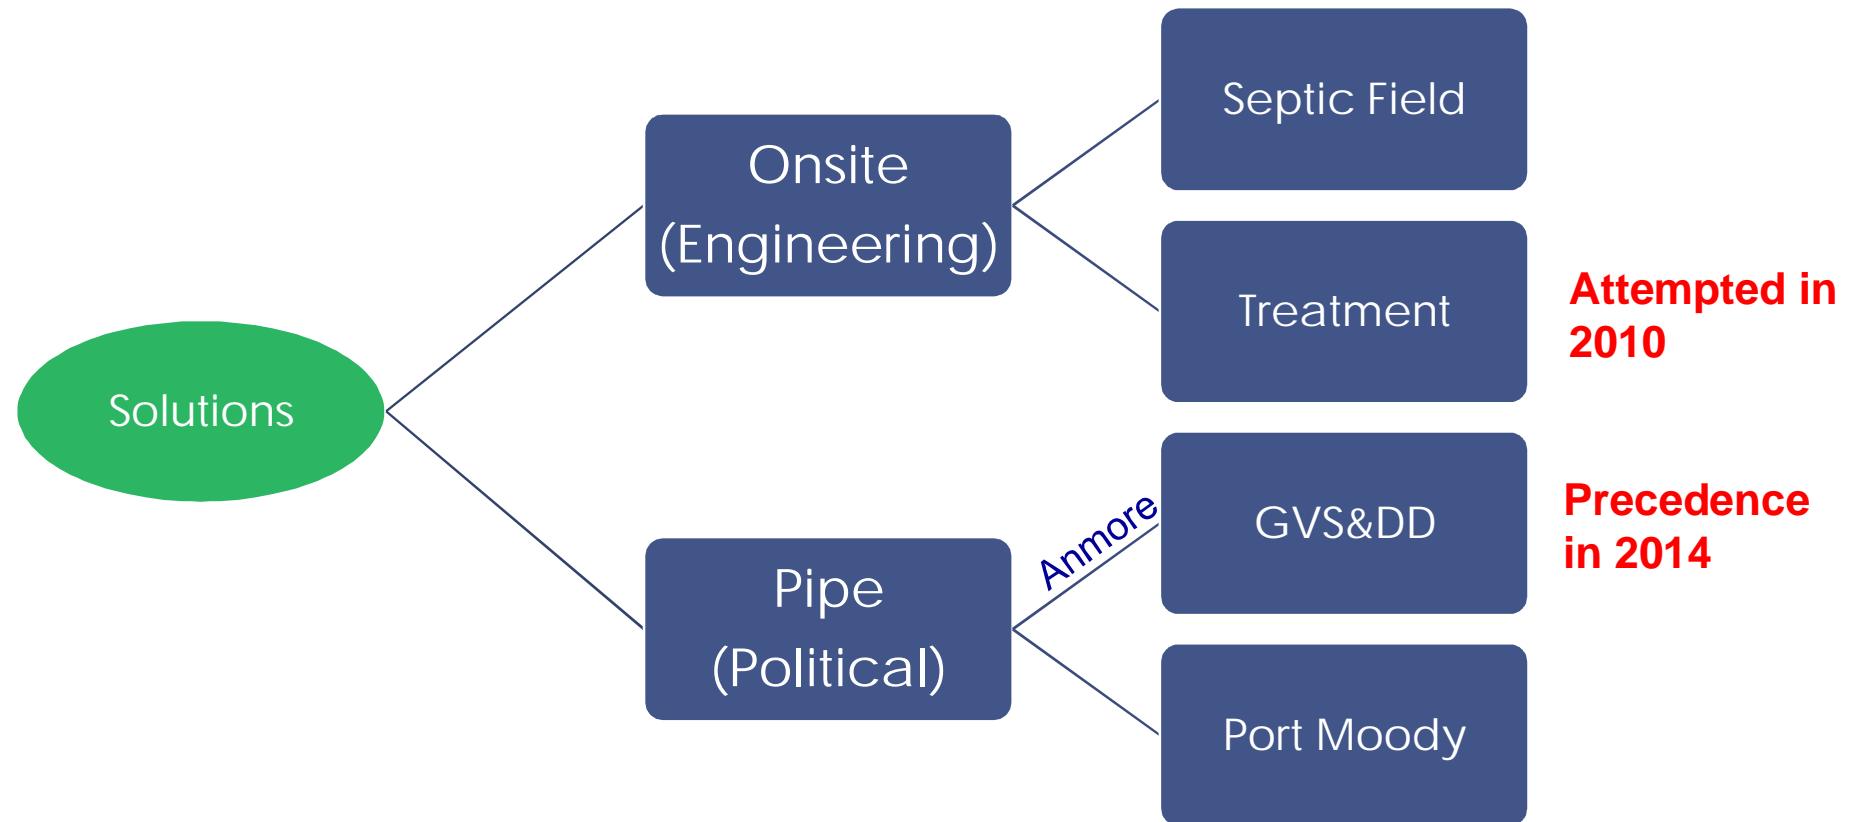 Solutions
Onsite
(Engineering)
Pipe
(Political)
Anmore
Septic Field
Treatment
Attempted in
2010
GVS&DD
Precedence
in 2014
Port Moody